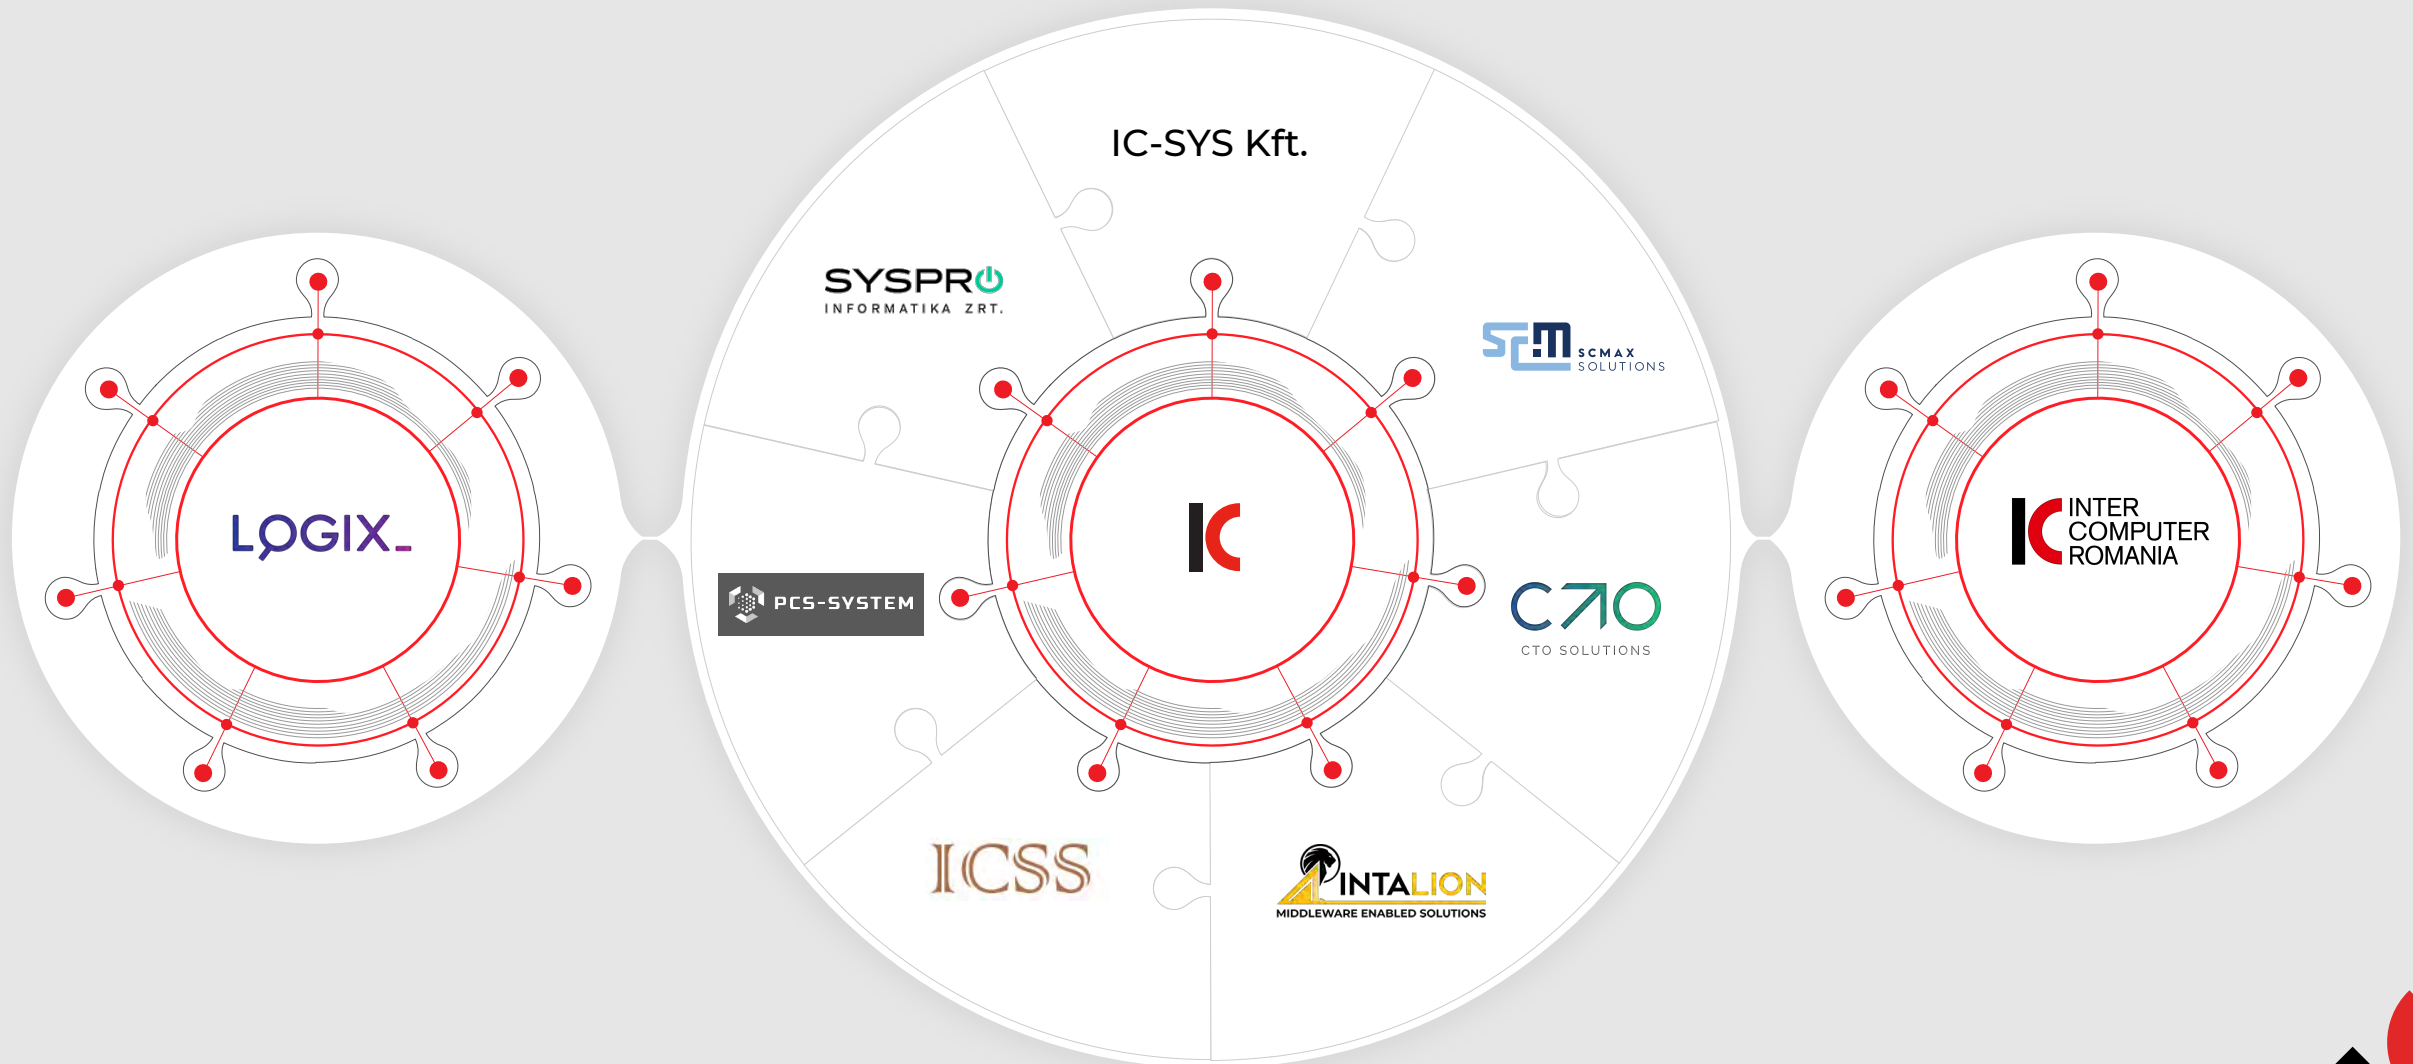 IC-SYS Kft.
SYSPRO
INFORMATIKA ZRT.
SCM
SCMAX
SOLUTIONS
LOGIX_
IC
IC
INTER
COMPUTER
ROMANIA
PCS-SYSTEM
CTO
CTO SOLUTIONS
ICSS
INTALION
MIDDLEWARE ENABLED SOLUTIONS